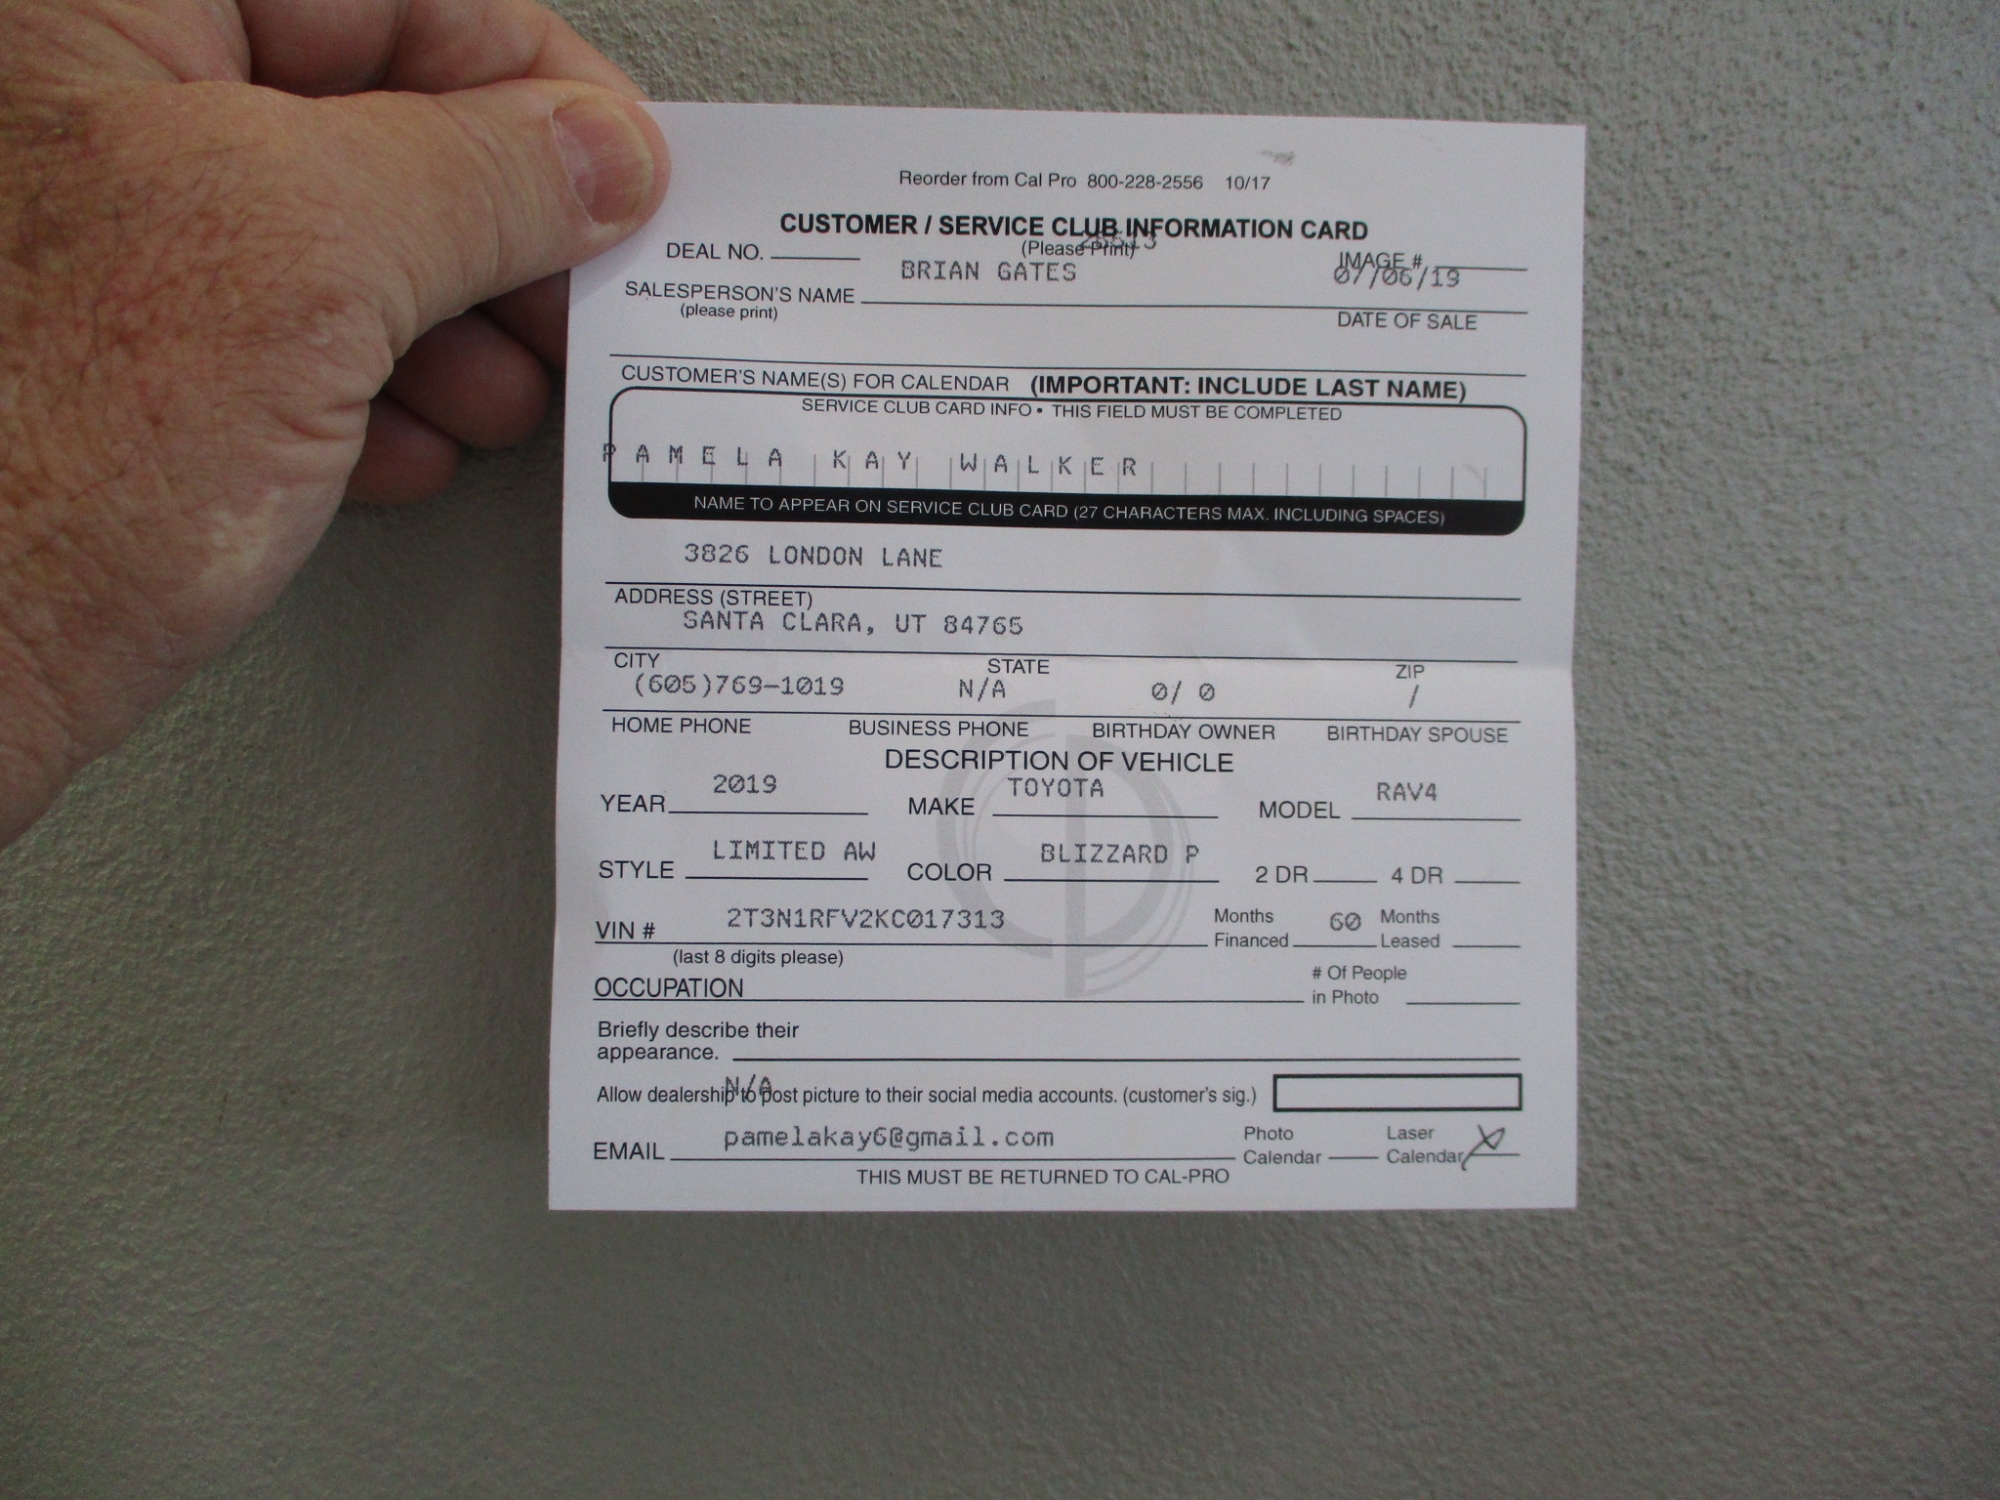 Reorder from Cal Pro 800-228-2556 10/17
CUSTOMER / SERVICE CLUB INFORMATION CARD
(Please Print)
DEAL NO. IMAGE #
BRIAN GATES 07/06/19
SALESPERSON'S NAME
(please print) DATE OF SALE
CUSTOMER'S NAME(S) FOR CALENDAR (IMPORTANT: INCLUDE LAST NAME)
SERVICE CLUB CARD INFO • THIS FIELD MUST BE COMPLETED
PAMELA KAY WALKER
NAME TO APPEAR ON SERVICE CLUB CARD (27 CHARACTERS MAX. INCLUDING SPACES)
3826 LONDON LANE
ADDRESS (STREET)
SANTA CLARA, UT 84765
CITY STATE ZIP
(605)769-1019 N/A 0/ 0 /
HOME PHONE BUSINESS PHONE BIRTHDAY OWNER BIRTHDAY SPOUSE
DESCRIPTION OF VEHICLE
YEAR 2019 MAKE TOYOTA MODEL RAV4
STYLE LIMITED AW COLOR BLIZZARD P 2 DR 4 DR
VIN # 2T3N1RFV2KC017313 Months Financed 60 Months Leased
(last 8 digits please)
OCCUPATION # Of People in Photo
Briefly describe their
appearance.
N/A
Allow dealership to post picture to their social media accounts. (customer's sig.)
EMAIL pamelakay6@gmail.com Photo Calendar Laser Calendar X
THIS MUST BE RETURNED TO CAL-PRO